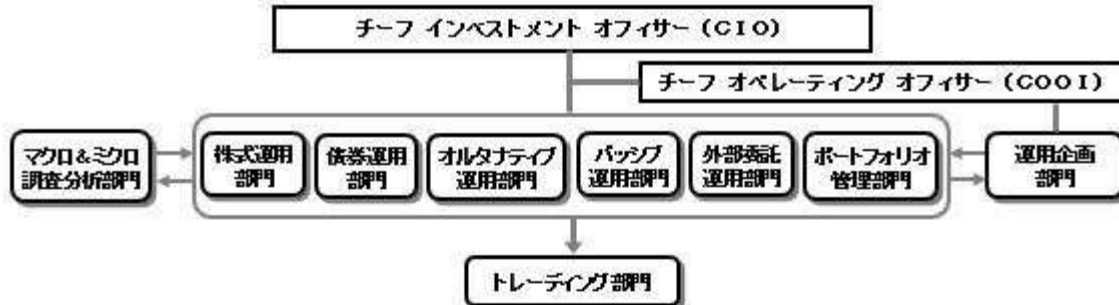 チーフ インベストメント オフィサー (CIO)
チーフ オペレーティング オフィサー (COOI)
マクロ&ミクロ
調査分析部門
株式運用
部門
債券運用
部門
オルタナティブ
運用部門
パッシブ
運用部門
外部委託
運用部門
ポートフォリオ
管理部門
運用企画
部門
トレーディング部門